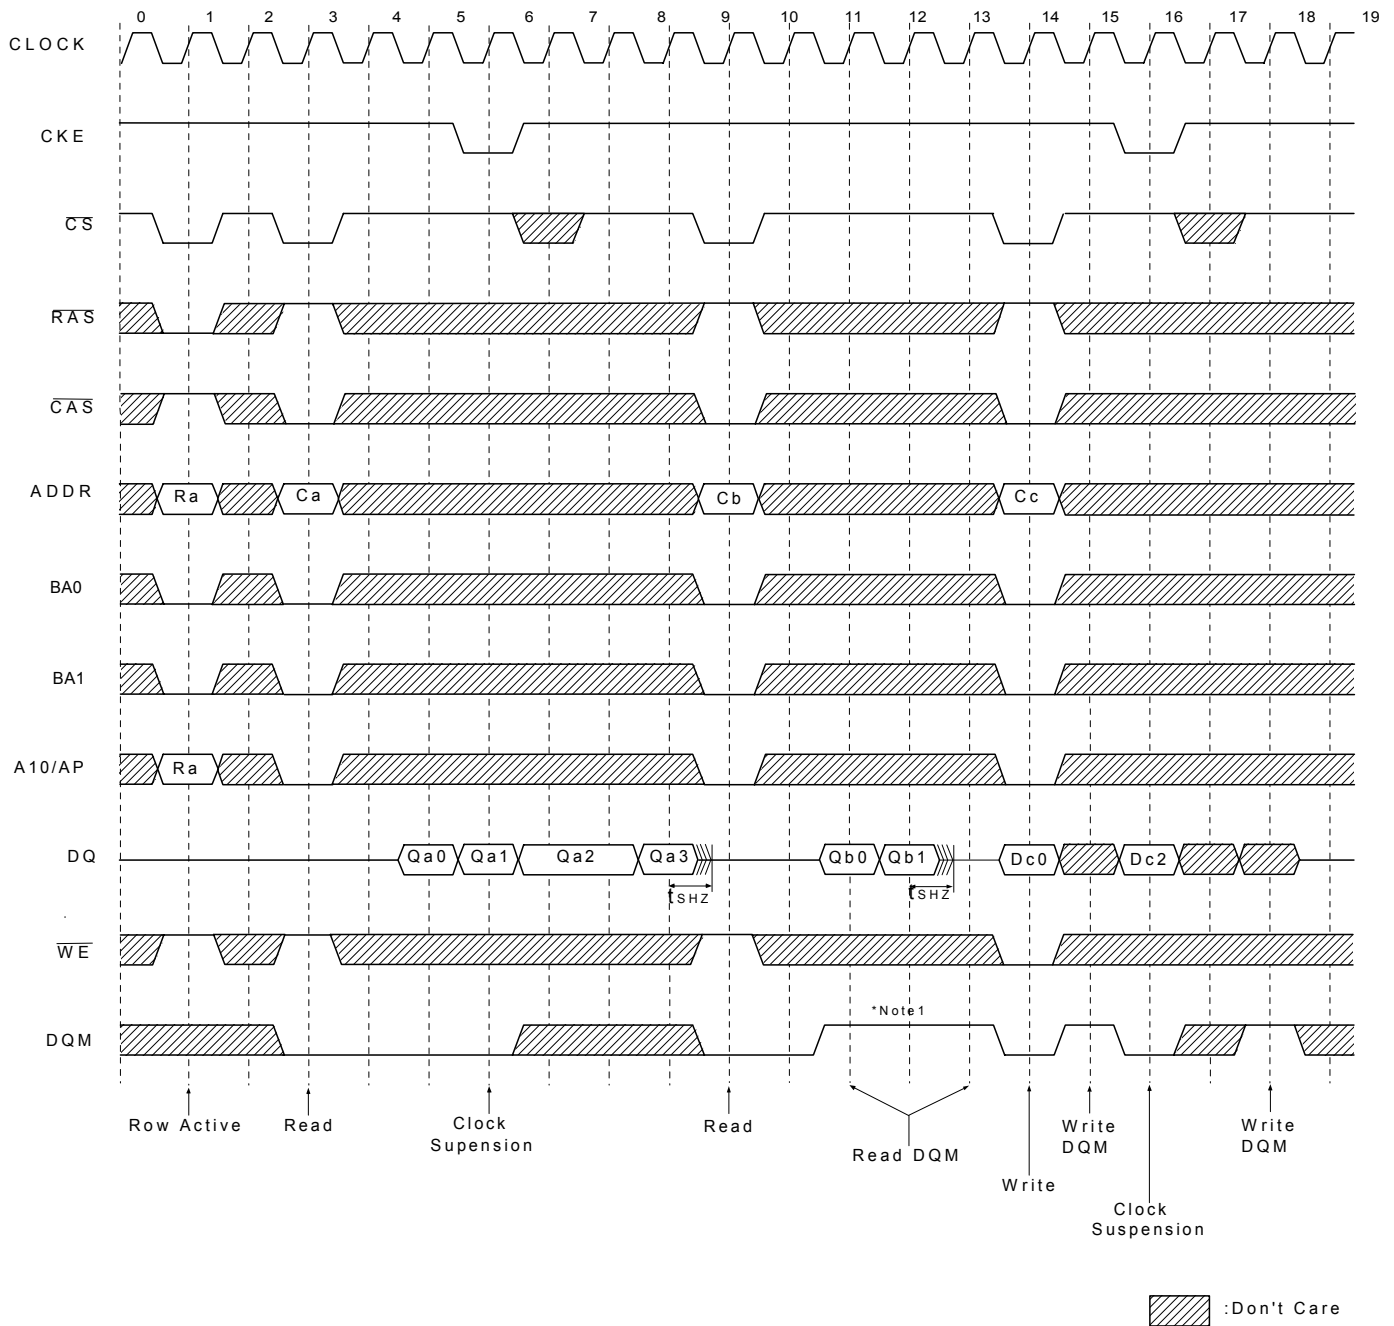 0 1 2 3 4 5 6 7 8 9 10 11 12 13 14 15 16 17 18 19
CLOCK
CKE
CS
RAS
CAS
ADDR Ra Ca Cb Cc
BA0
BA1
A10/AP Ra
DQ Qa0 Qa1 Qa2 Qa3 Qb0 Qb1 Dc0 Dc2
tSHZ tSHZ
WE
*Note1
DQM
Row Active
Read
Clock
Supension
Read
Read DQM
Write
Write
DQM
Clock
Suspension
Write
DQM
:Don't Care